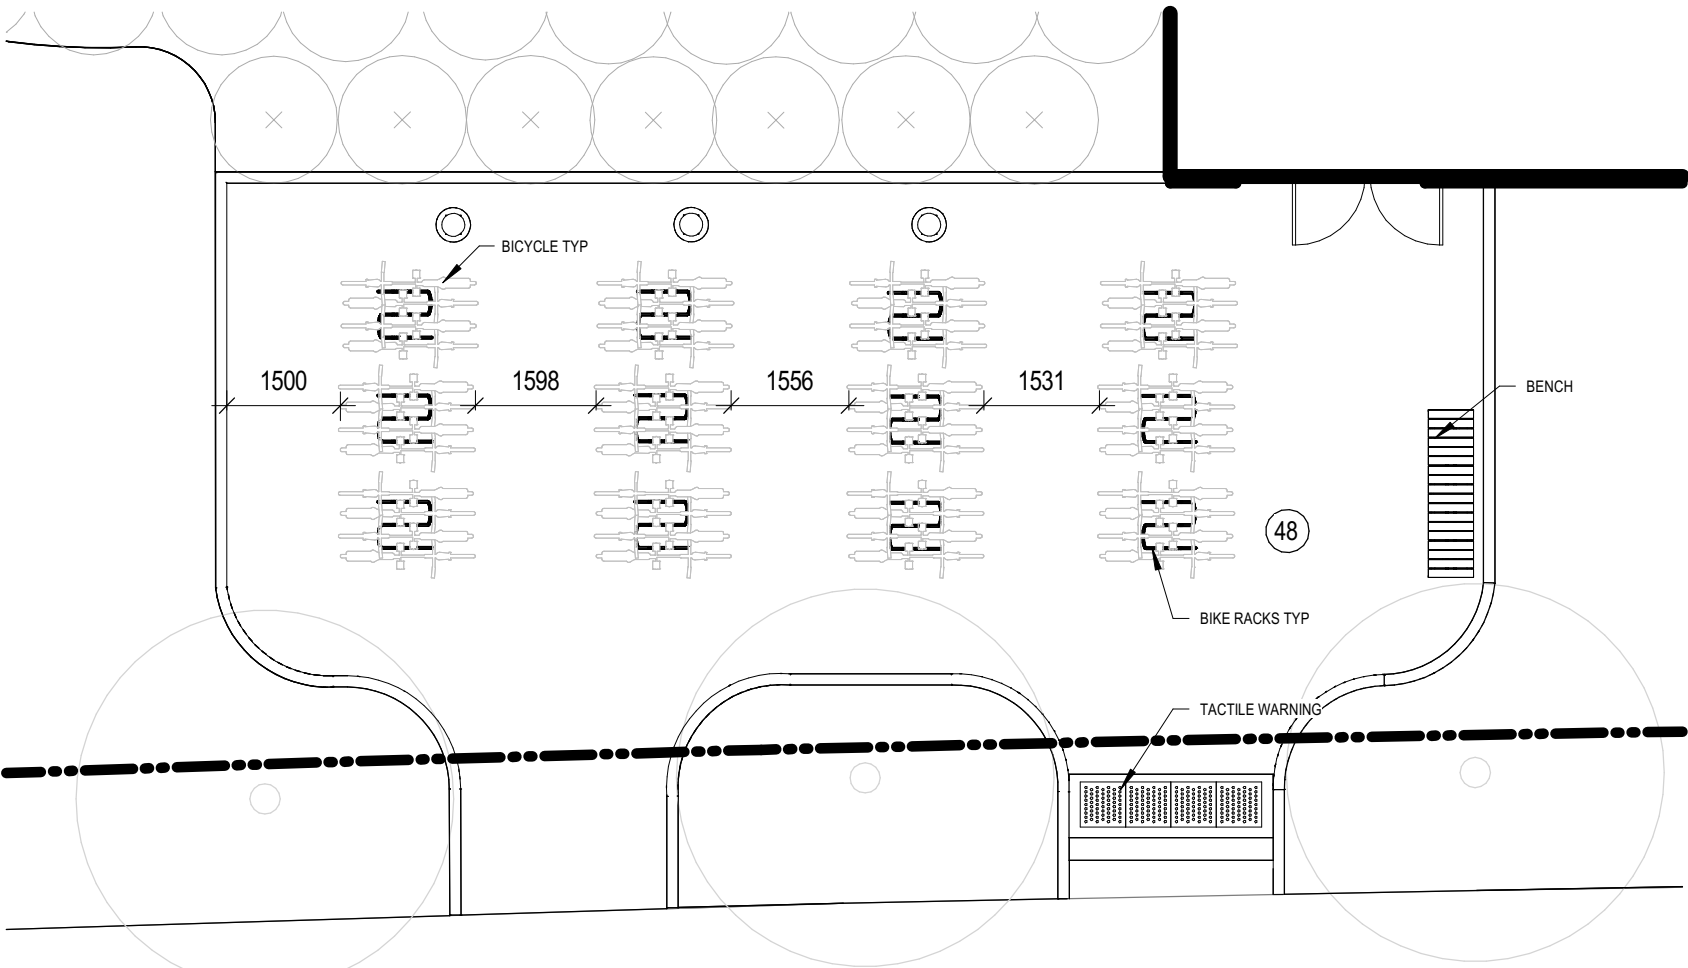 BICYCLE TYP
1500
1598
1556
1531
BENCH
48
BIKE RACKS TYP
TACTILE WARNING